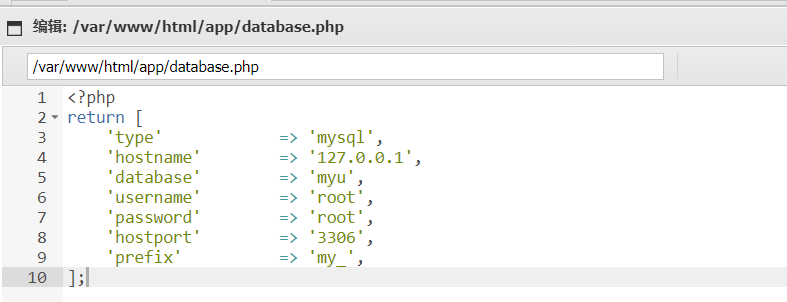 编辑: /var/www/html/app/database.php
/var/www/html/app/database.php
1 <?php
2 return [
3     'type'            => 'mysql',
4     'hostname'        => '127.0.0.1',
5     'database'        => 'myu',
6     'username'        => 'root',
7     'password'        => 'root',
8     'hostport'        => '3306',
9     'prefix'          => 'my_',
10 ];